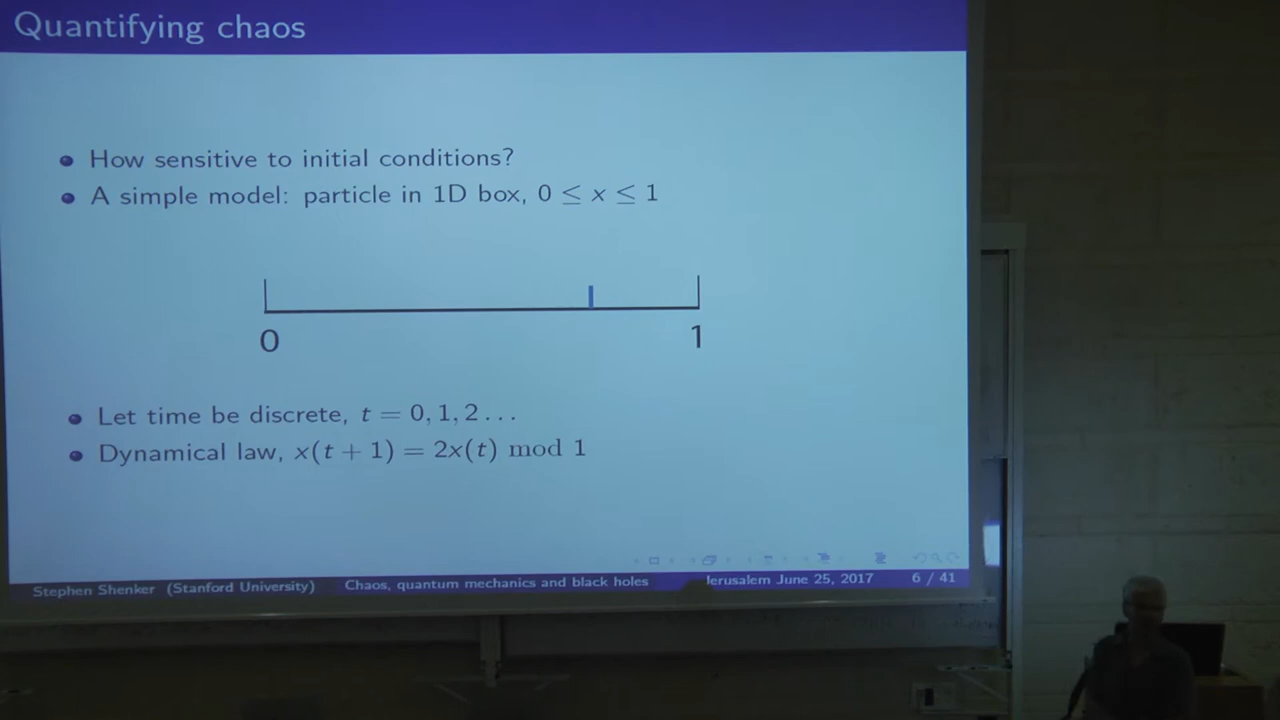 Quantifying chaos
How sensitive to initial conditions?
A simple model: particle in 1D box, 0 ≤ x ≤ 1
0 1
Let time be discrete, t = 0, 1, 2 . . .
Dynamical law, x(t + 1) = 2x(t) mod 1
Stephen Shenker (Stanford University) Chaos, quantum mechanics and black holes Jerusalem June 25, 2017 6 / 41